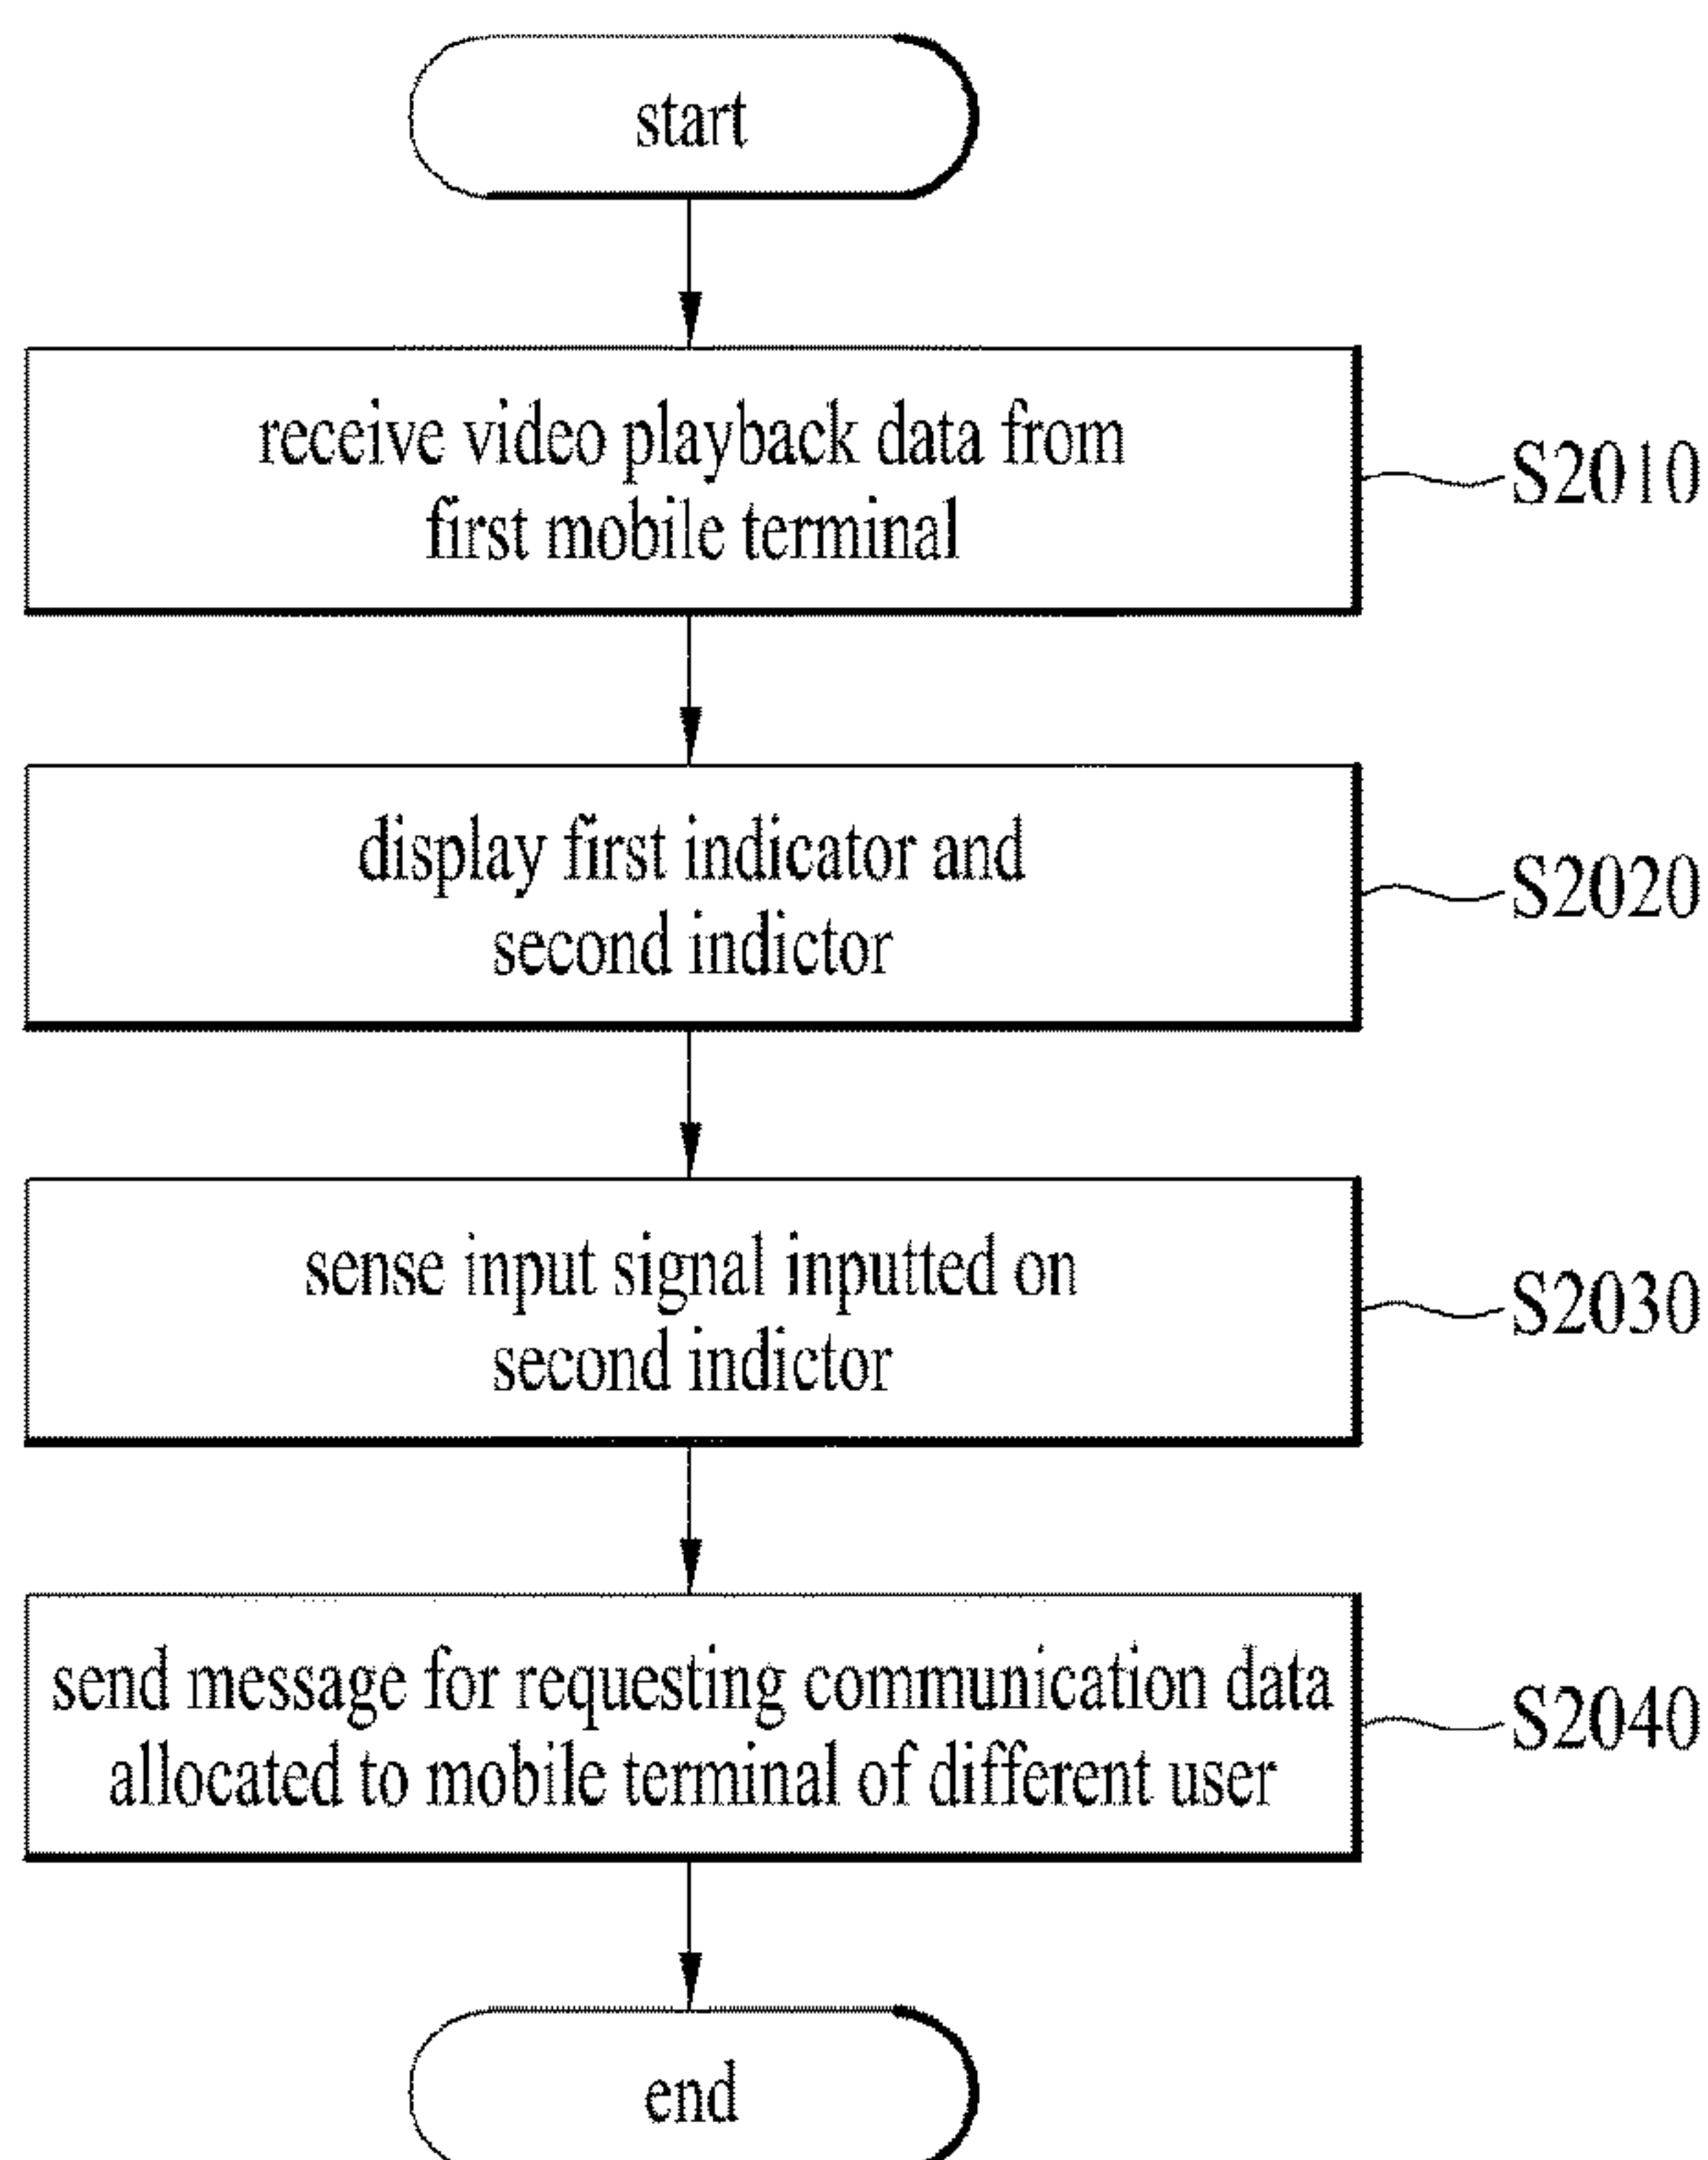 start
receive video playback data from
first mobile terminal
S2010
display first indicator and
second indictor
S2020
sense input signal inputted on
second indictor
S2030
send message for requesting communication data
allocated to mobile terminal of different user
S2040
end